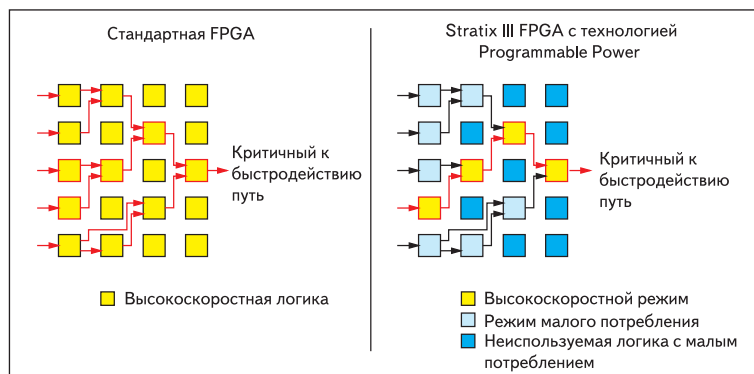 Стандартная FPGA
Критичный к
быстродействию
путь
Высокоскоростная логика
Stratix III FPGA с технологией
Programmable Power
Критичный к
быстродействию
путь
Высокоскоростной режим
Режим малого потребления
Неиспользуемая логика с малым
потреблением